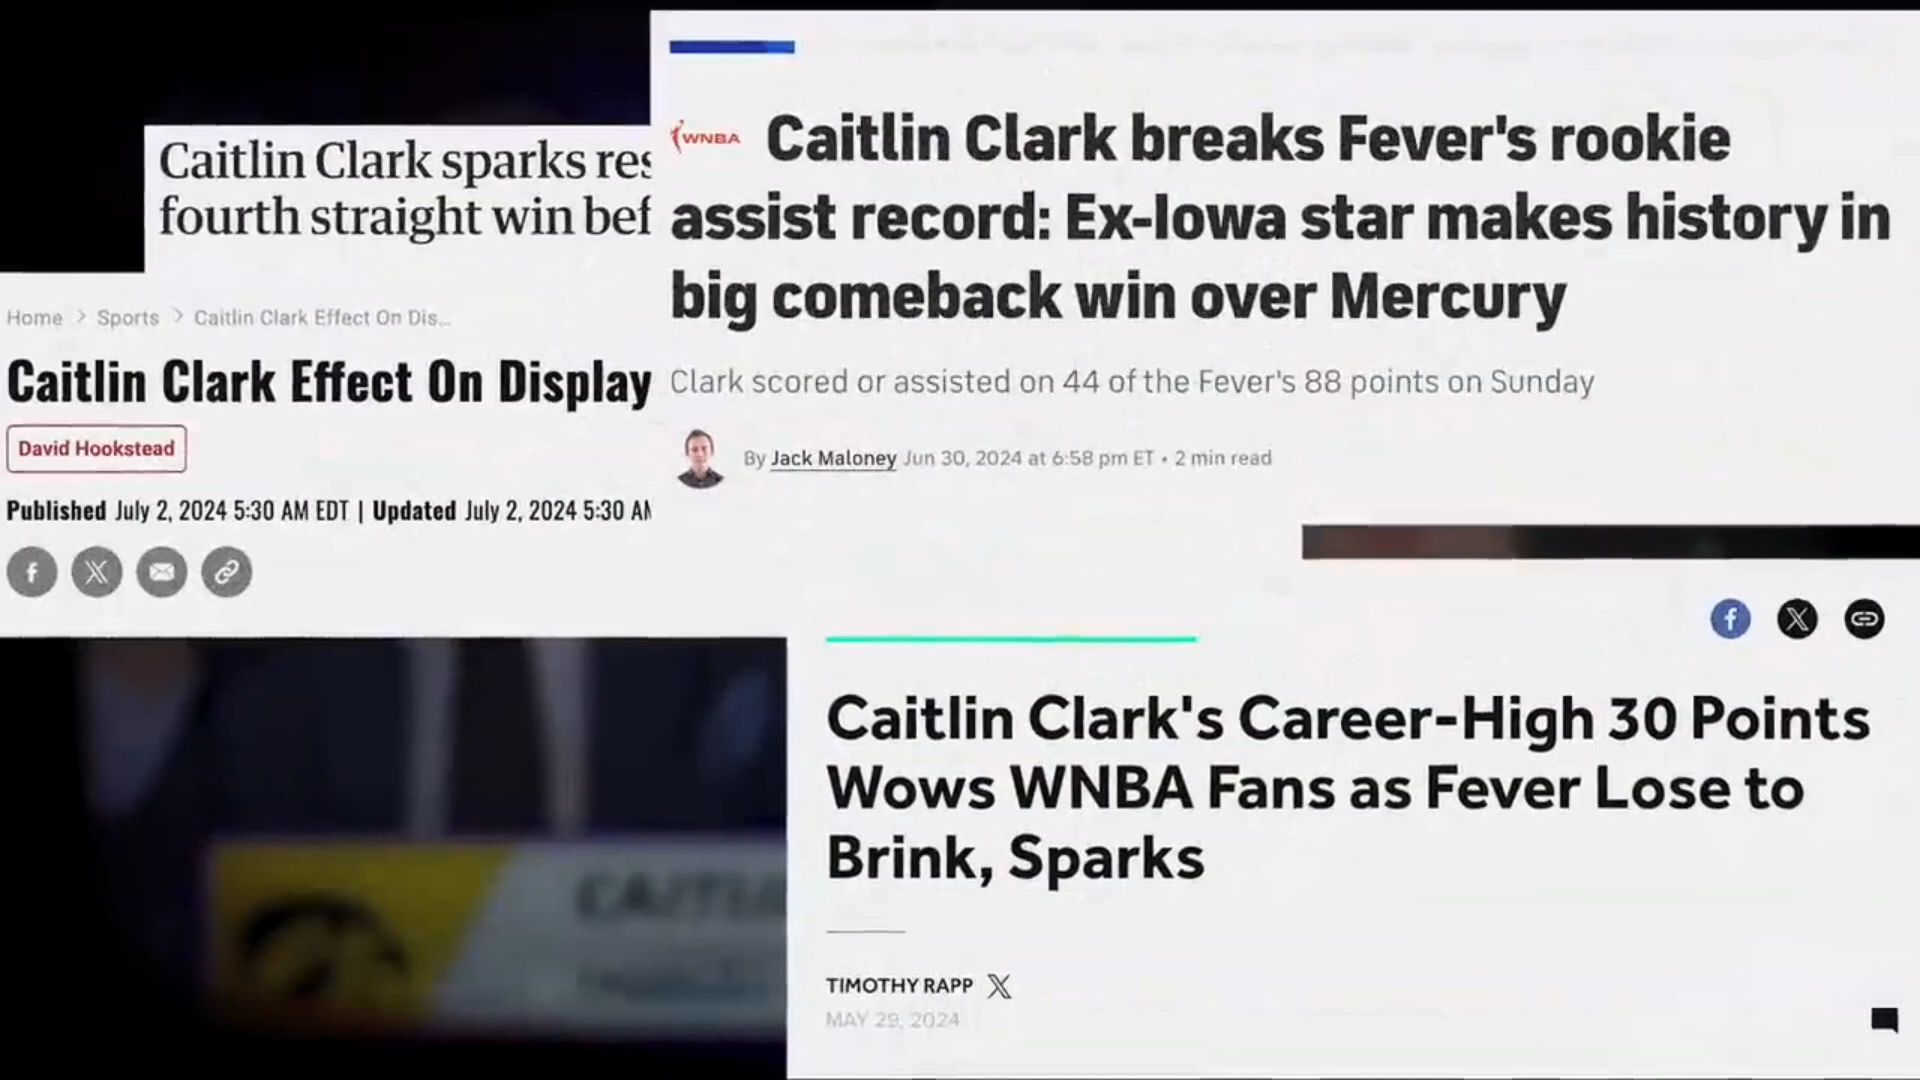 Caitlin Clark sparks res
fourth straight win bef
Home > Sports > Caitlin Clark Effect On Dis...
Caitlin Clark Effect On Display
David Hookstead
Published July 2, 2024 5:30 AM EDT | Updated July 2, 2024 5:30 AM
WNBA Caitlin Clark breaks Fever's rookie
assist record: Ex-Iowa star makes history in
big comeback win over Mercury
Clark scored or assisted on 44 of the Fever's 88 points on Sunday
By Jack Maloney Jun 30, 2024 at 6:58 pm ET • 2 min read
Caitlin Clark's Career-High 30 Points
Wows WNBA Fans as Fever Lose to
Brink, Sparks
TIMOTHY RAPP
MAY 29, 2024